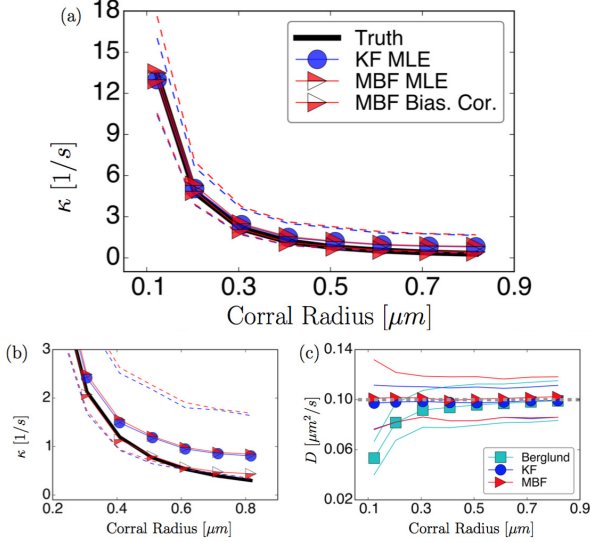 (a)
18
15
12
9
6
3
0
κ [1/s]
Truth
KF MLE
MBF MLE
MBF Bias. Cor.
0.1 0.3 0.5 0.7 0.9
Corral Radius [μm]
(b)
3
2
1
0
κ [1/s]
0.2 0.4 0.6 0.8
Corral Radius [μm]
(c)
0.14
0.10
0.06
0.02
D [μm²/s]
Berglund
KF
MBF
0.1 0.3 0.5 0.7 0.9
Corral Radius [μm]